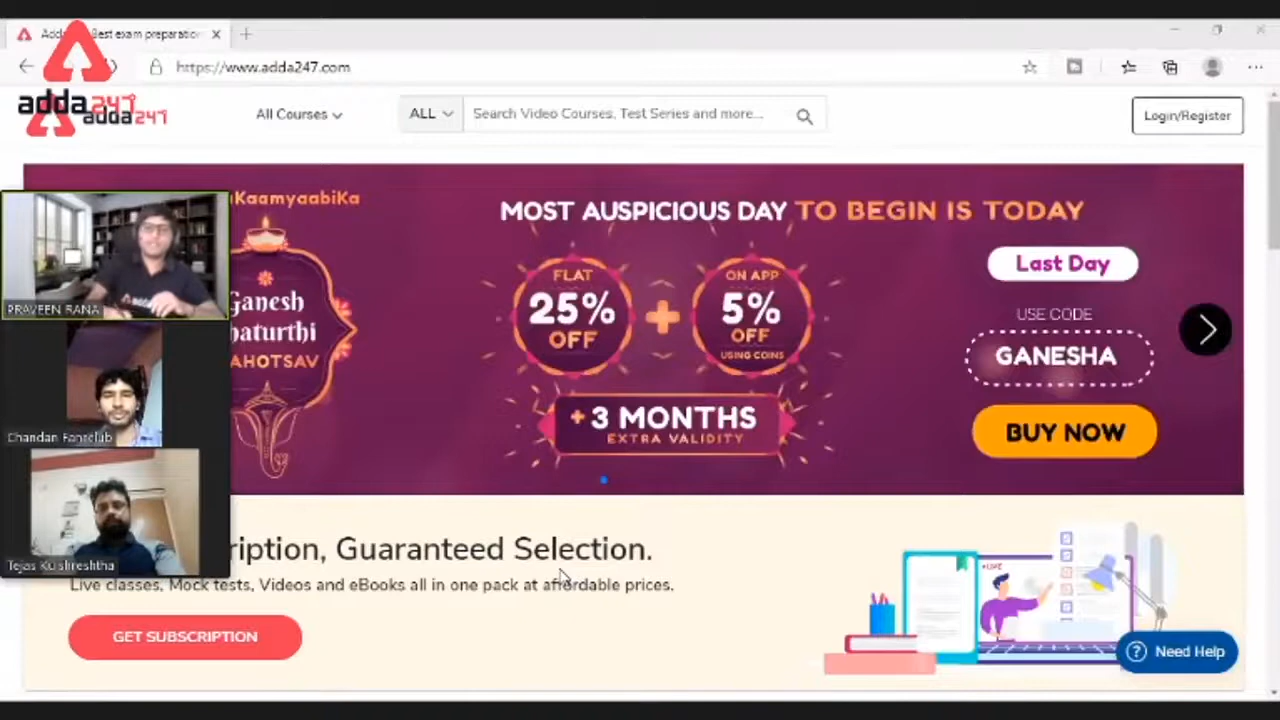 Best exam preparation
https://www.adda247.com
adda247
adda247
All Courses
ALL
Search Video Courses, Test Series and more...
Login/Register
KaamyaabiKa
MOST AUSPICIOUS DAY TO BEGIN IS TODAY
Ganesh
haturthi
AHOTSAV
FLAT
25%
OFF
+
ON APP
5%
OFF
USING COINS
+3 MONTHS
EXTRA VALIDITY
Last Day
USE CODE
GANESHA
BUY NOW
PRAVEEN RANA
Chandan Fansclub
Tejas Kulshreshtha
ription, Guaranteed Selection.
Live classes, Mock tests, Videos and eBooks all in one pack at affordable prices.
GET SUBSCRIPTION
LIVE
? Need Help